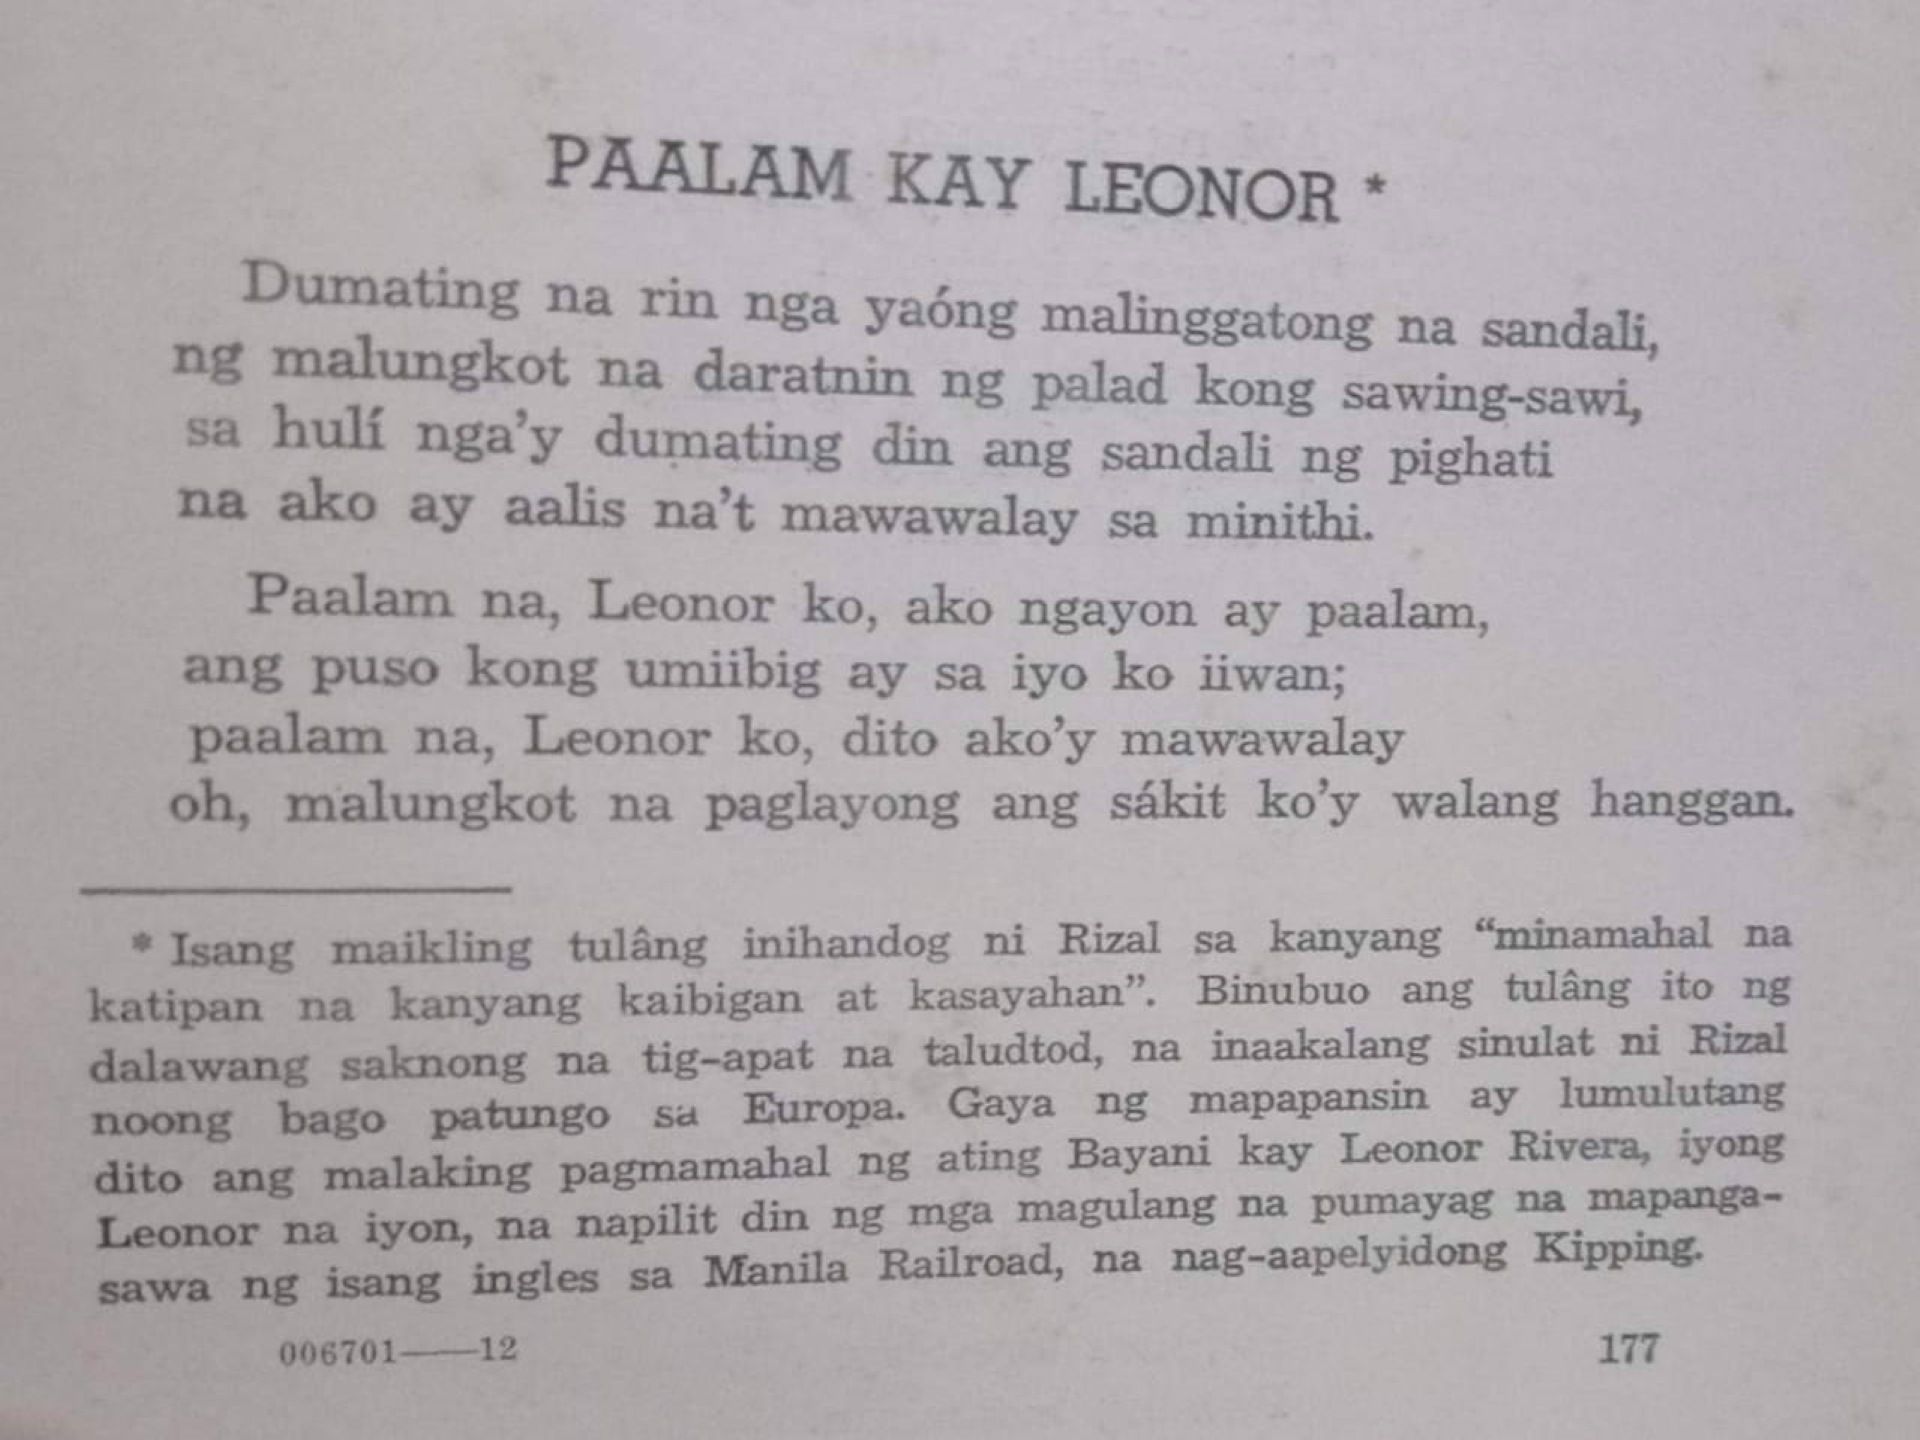 PAALAM KAY LEONOR *
Dumating na rin nga yaóng malinggatong na sandali,
ng malungkot na daratnin ng palad kong sawing-sawi,
sa hulí nga’y dumating din ang sandali ng pighati
na ako ay aalis na’t mawawalay sa minithi.
Paalam na, Leonor ko, ako ngayon ay paalam,
ang puso kong umiibig ay sa iyo ko iiwan;
paalam na, Leonor ko, dito ako’y mawawalay
oh, malungkot na paglayong ang sákit ko’y walang hanggan.
* Isang maikling tulâng inihandog ni Rizal sa kanyang “minamahal na
katipan na kanyang kaibigan at kasayahan”. Binubuo ang tulâng ito ng
dalawang saknong na tig-apat na taludtod, na inaakalang sinulat ni Rizal
noong bago patungo sa Europa. Gaya ng mapapansin ay lumulutang
dito ang malaking pagmamahal ng ating Bayani kay Leonor Rivera, iyong
Leonor na iyon, na napilit din ng mga magulang na pumayag na mapanga-
sawa ng isang ingles sa Manila Railroad, na nag-aapelyidong Kipping.
006701——12 177